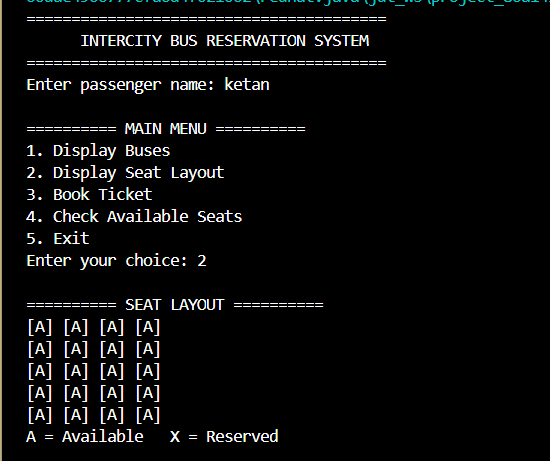 ========================================
INTERCITY BUS RESERVATION SYSTEM
========================================
Enter passenger name: ketan
========== MAIN MENU ==========
1. Display Buses
2. Display Seat Layout
3. Book Ticket
4. Check Available Seats
5. Exit
Enter your choice: 2
========== SEAT LAYOUT ==========
[A] [A] [A] [A]
[A] [A] [A] [A]
[A] [A] [A] [A]
[A] [A] [A] [A]
[A] [A] [A] [A]
A = Available   X = Reserved